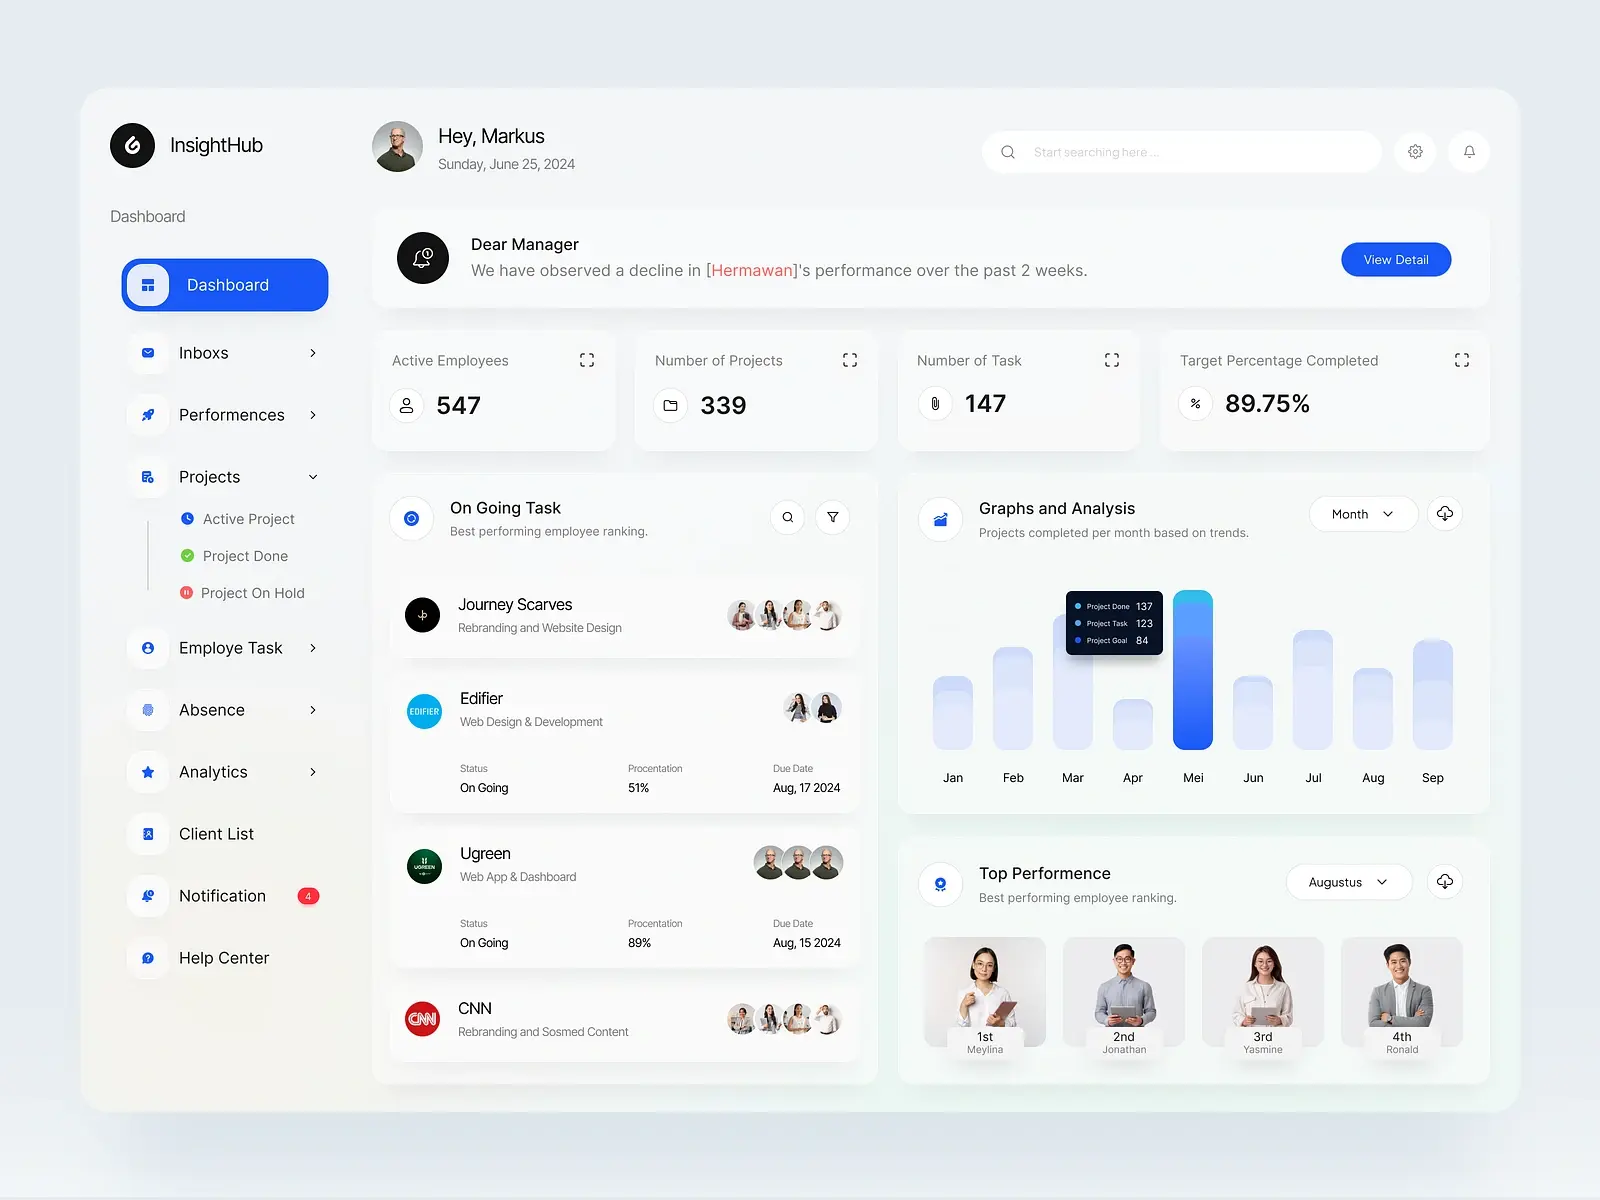 InsightHub
Dashboard
Dashboard
Inboxs
Performences
Projects
Active Project
Project Done
Project On Hold
Employe Task
Absence
Analytics
Client List
Notification
4
Help Center
Hey, Markus
Sunday, June 25, 2024
Start searching here ...
1
Dear Manager
We have observed a decline in [Hermawan]'s performance over the past 2 weeks.
View Detail
Active Employees
547
Number of Projects
339
Number of Task
147
Target Percentage Completed
%
89.75%
On Going Task
Best performing employee ranking.
Journey Scarves
Rebranding and Website Design
EDIFIER
Edifier
Web Design & Development
Status
On Going
Procentation
51%
Due Date
Aug, 17 2024
UGREEN
Ugreen
Web App & Dashboard
Status
On Going
Procentation
89%
Due Date
Aug, 15 2024
CNN
CNN
Rebranding and Sosmed Content
Graphs and Analysis
Projects completed per month based on trends.
Month
Project Done 137
Project Task 123
Project Goal 84
Jan Feb Mar Apr Mei Jun Jul Aug Sep
Top Performence
Best performing employee ranking.
Augustus
1st
Meylina
2nd
Jonathan
3rd
Yasmine
4th
Ronald